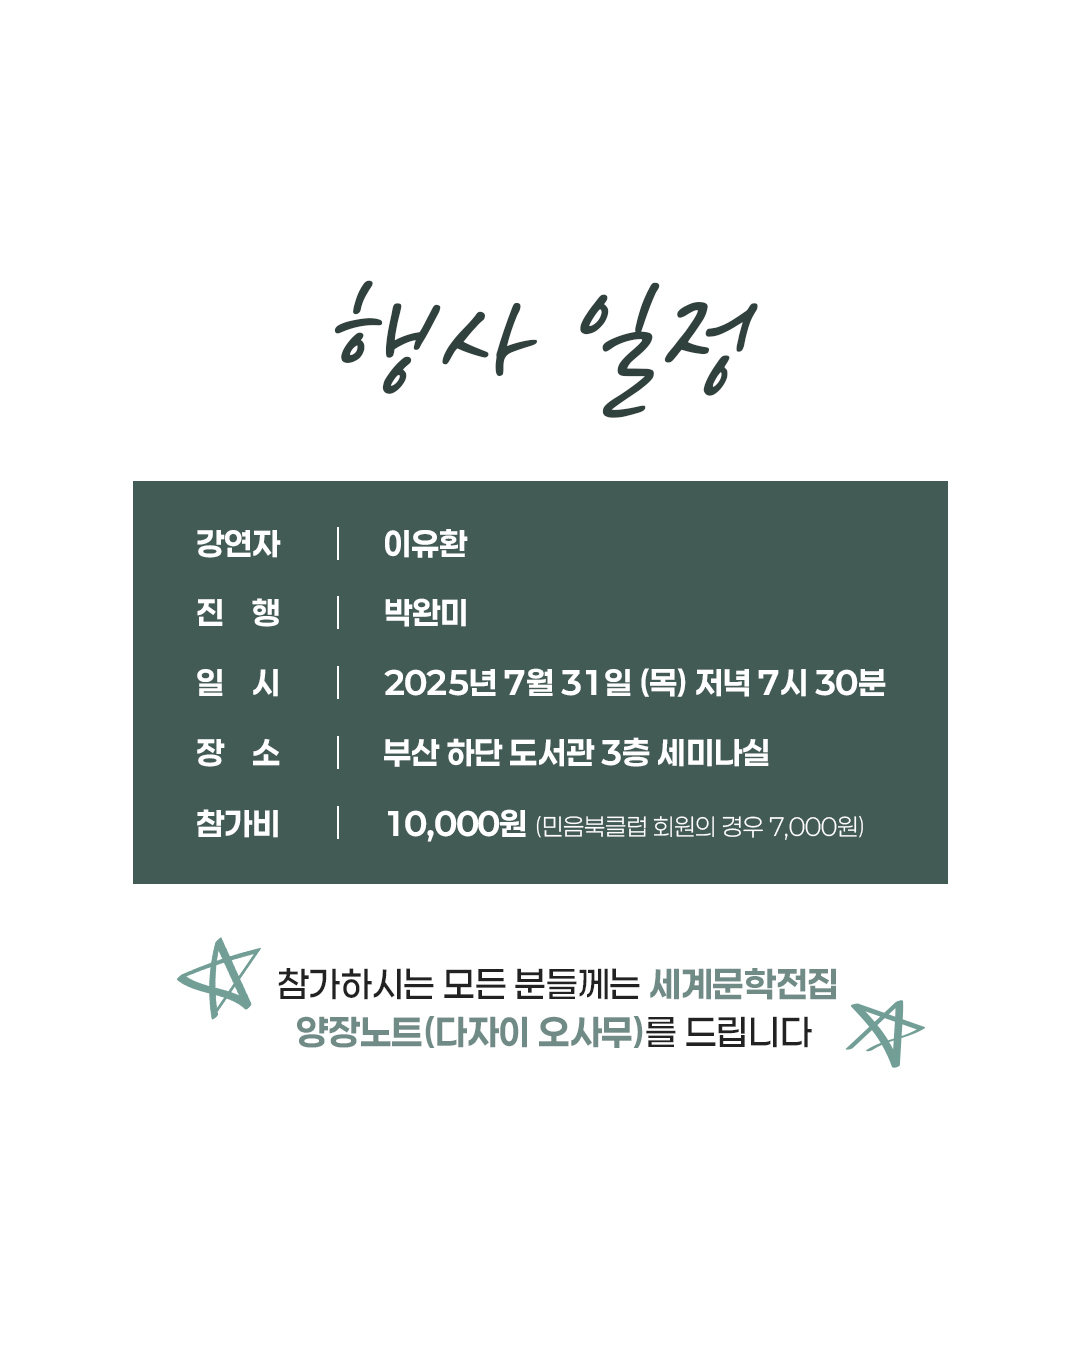 행사 일정
강연자 | 이유환
진 행 | 박완미
일 시 | 2025년 7월 31일 (목) 저녁 7시 30분
장 소 | 부산 하단 도서관 3층 세미나실
참가비 | 10,000원 (민음북클럽 회원의 경우 7,000원)
참가하시는 모든 분들께는 세계문학전집
양장노트(다자이 오사무)를 드립니다